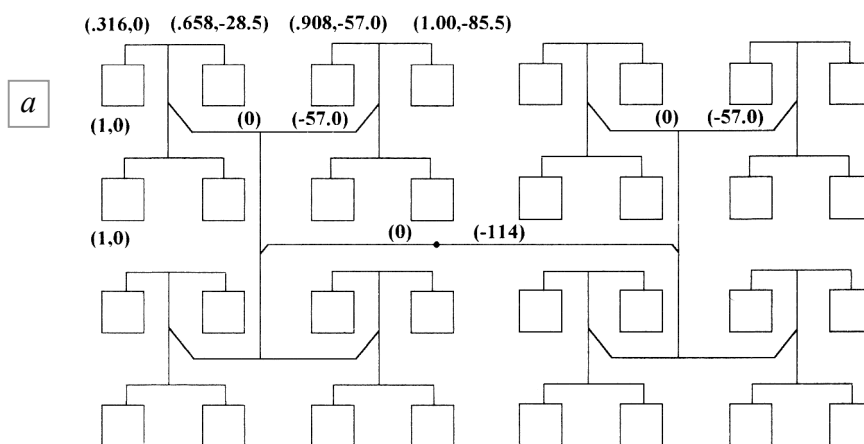 (.316,0) (.658,-28.5) (.908,-57.0) (1.00,-85.5)
a
(1,0) (0) (-57.0) (0) (-57.0)
(1,0) (0) (-114)